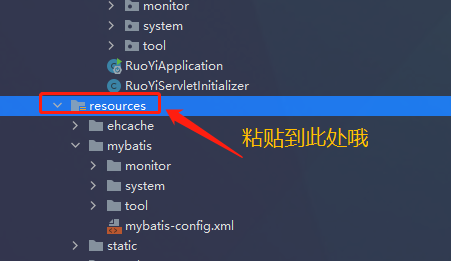 monitor
system
tool
RuoYiApplication
RuoYiServletInitializer
resources
ehcache
mybatis
粘贴到此处哦
monitor
system
tool
mybatis-config.xml
static